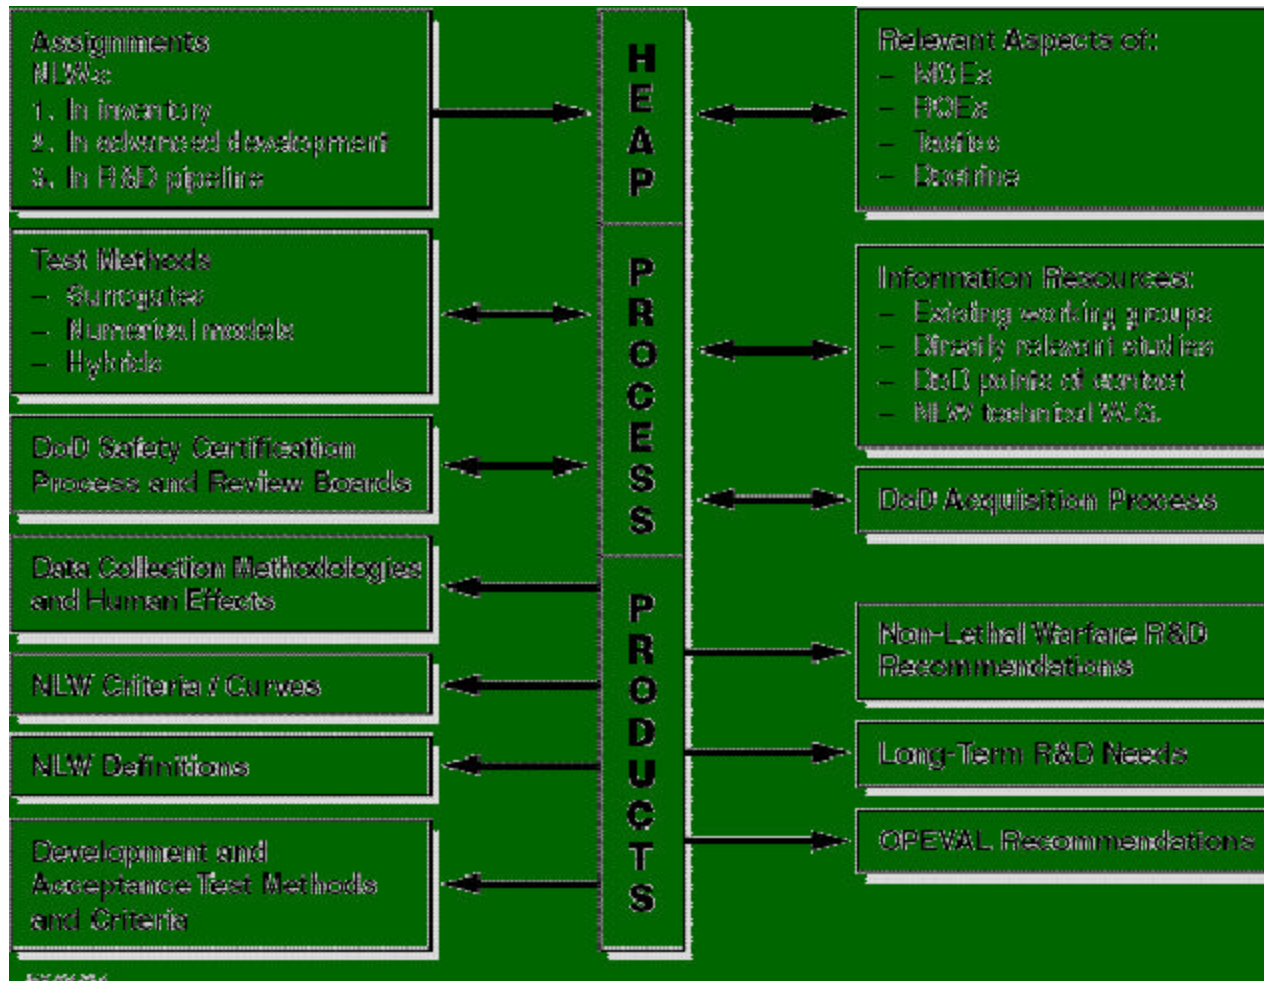 Assignments
NLWs:
1. In inventory
2. In advanced development
3. In R&D pipeline
Test Methods
– Surrogates
– Numerical models
– Hybrids
DoD Safety Certification
Process and Review Boards
Data Collection Methodologies
and Human Effects
NLW Criteria / Curves
NLW Definitions
Development and
Acceptance Test Methods
and Criteria
HEAP
PROCESS
PRODUCTS
Relevant Aspects of:
– MOEs
– ROEs
– Tactics
– Doctrine
Information Resources:
– Existing working groups
– Directly relevant studies
– DoD points of contact
– NLW technical W.G.
DoD Acquisition Process
Non-Lethal Warfare R&D
Recommendations
Long-Term R&D Needs
OPEVAL Recommendations